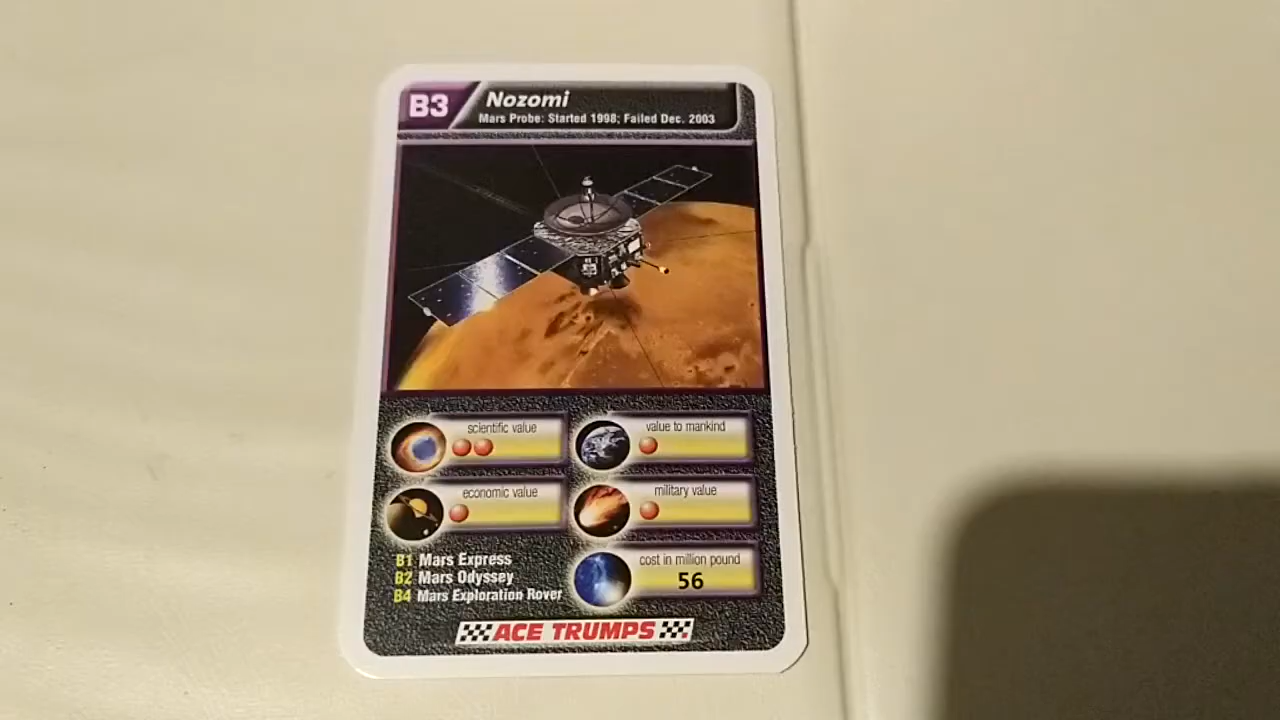 B3
Nozomi
Mars Probe: Started 1998; Failed Dec. 2003
scientific value
value to mankind
economic value
military value
B1 Mars Express
B2 Mars Odyssey
B4 Mars Exploration Rover
cost in million pound
56
ACE TRUMPS